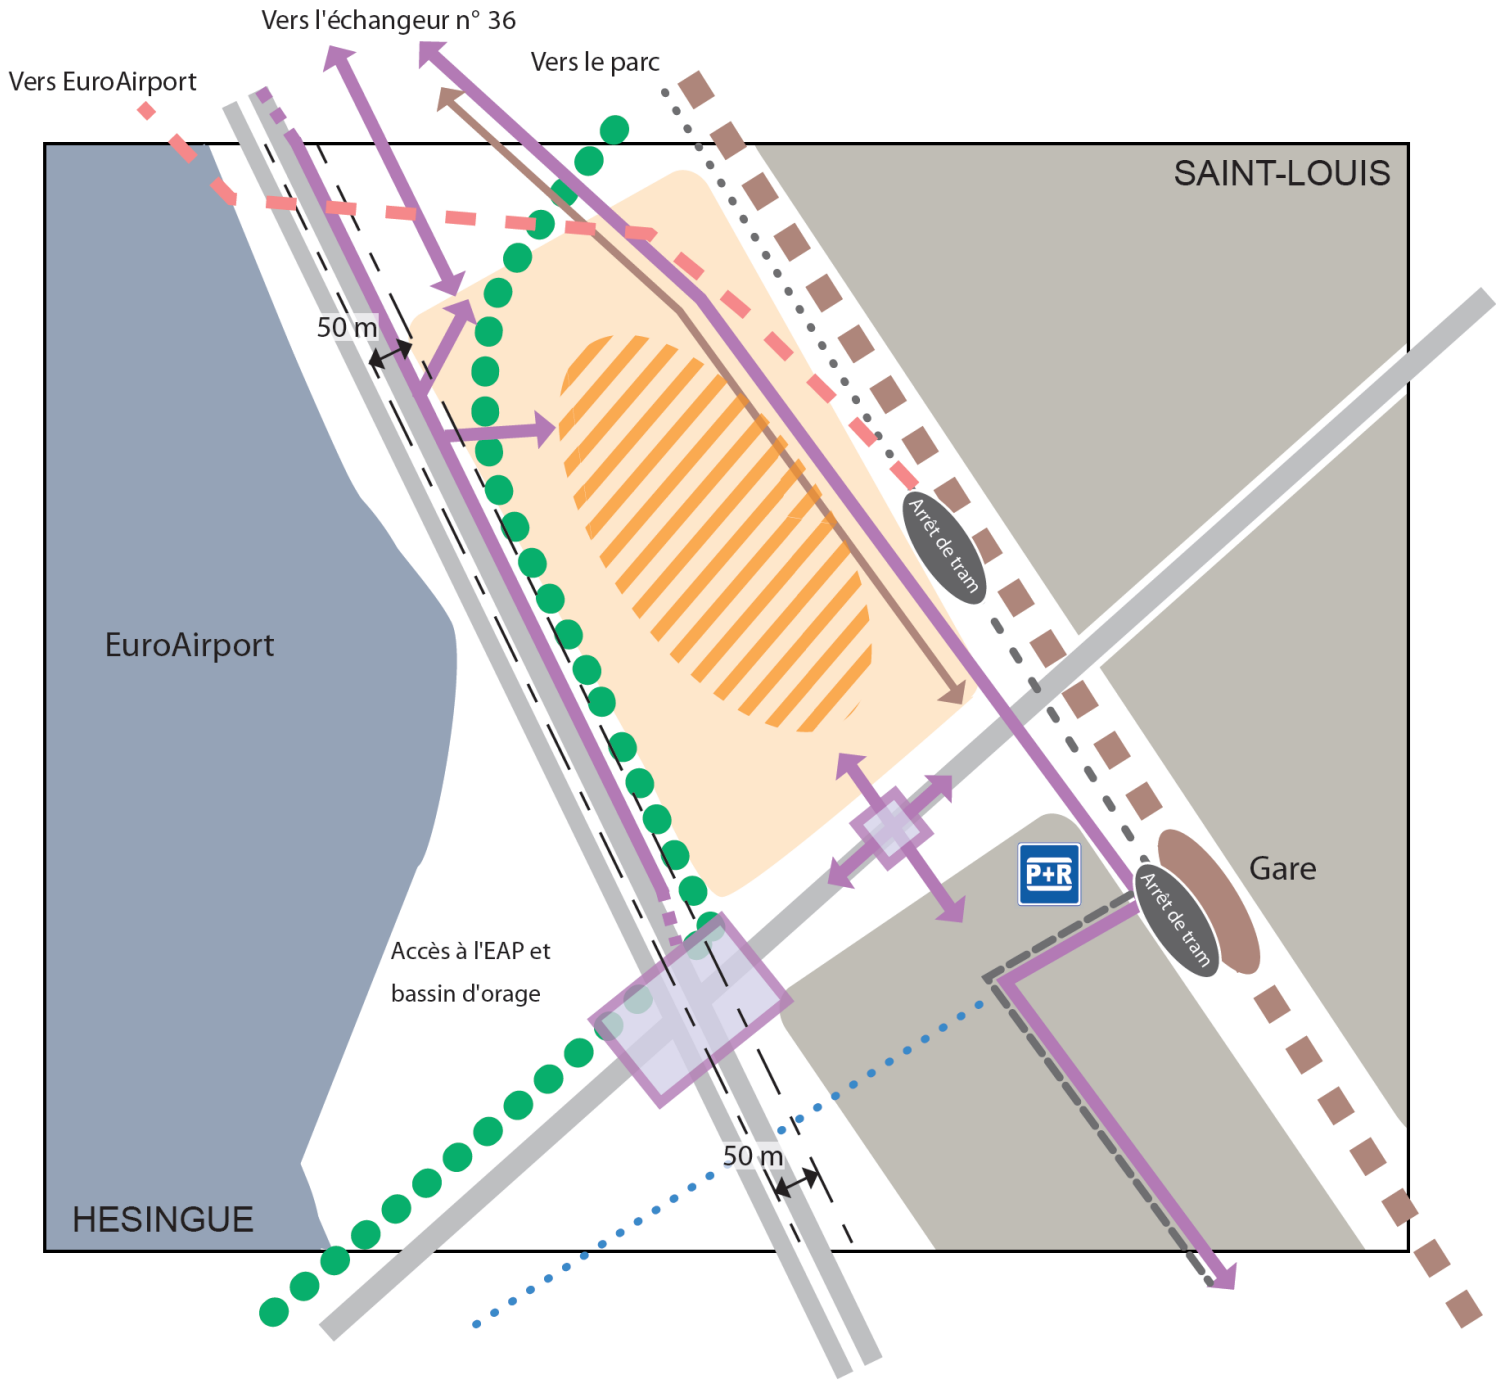 Vers l'échangeur n° 36
Vers le parc
Vers EuroAirport
SAINT-LOUIS
50 m
Arrêt de tram
EuroAirport
P+R
Gare
Arrêt de tram
Accès à l'EAP et
bassin d'orage
50 m
HESINGUE